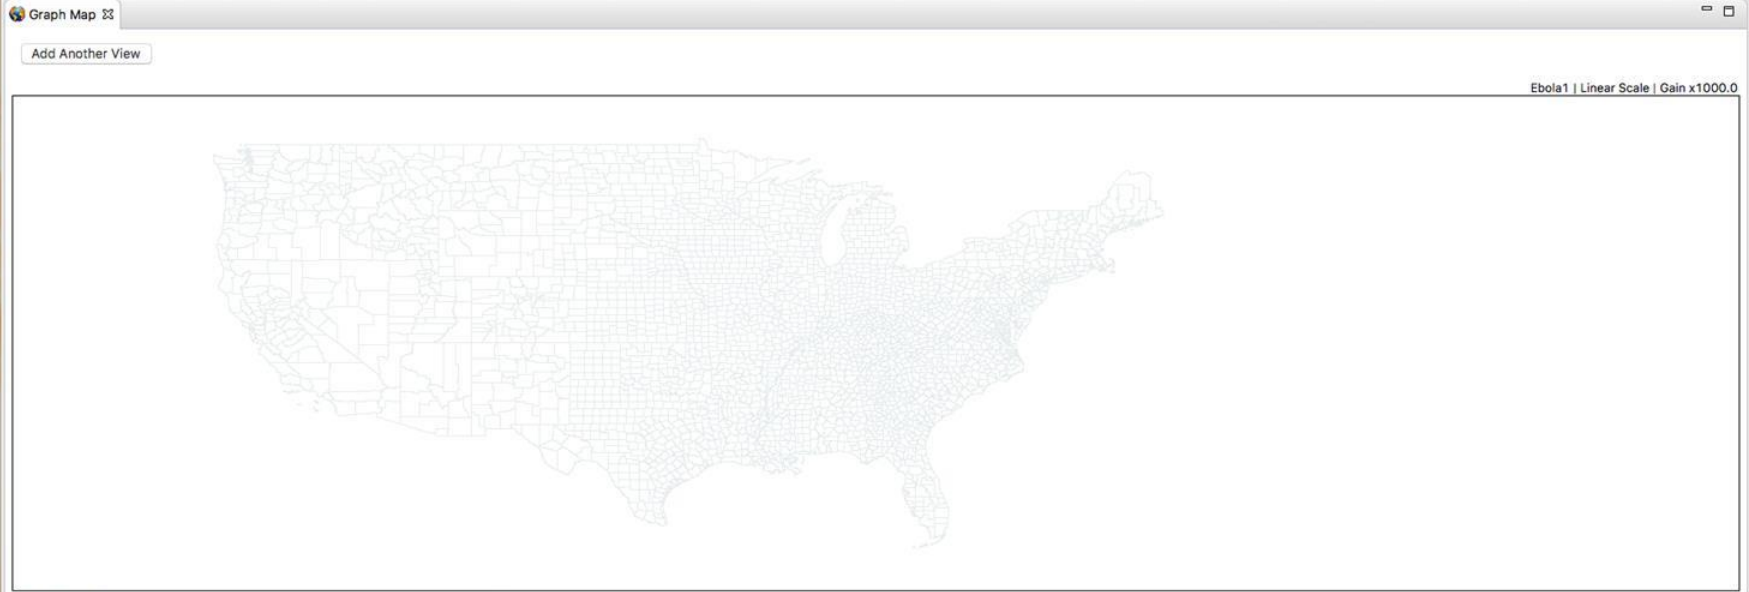 Graph Map
Add Another View
Ebola1 | Linear Scale | Gain x1000.0